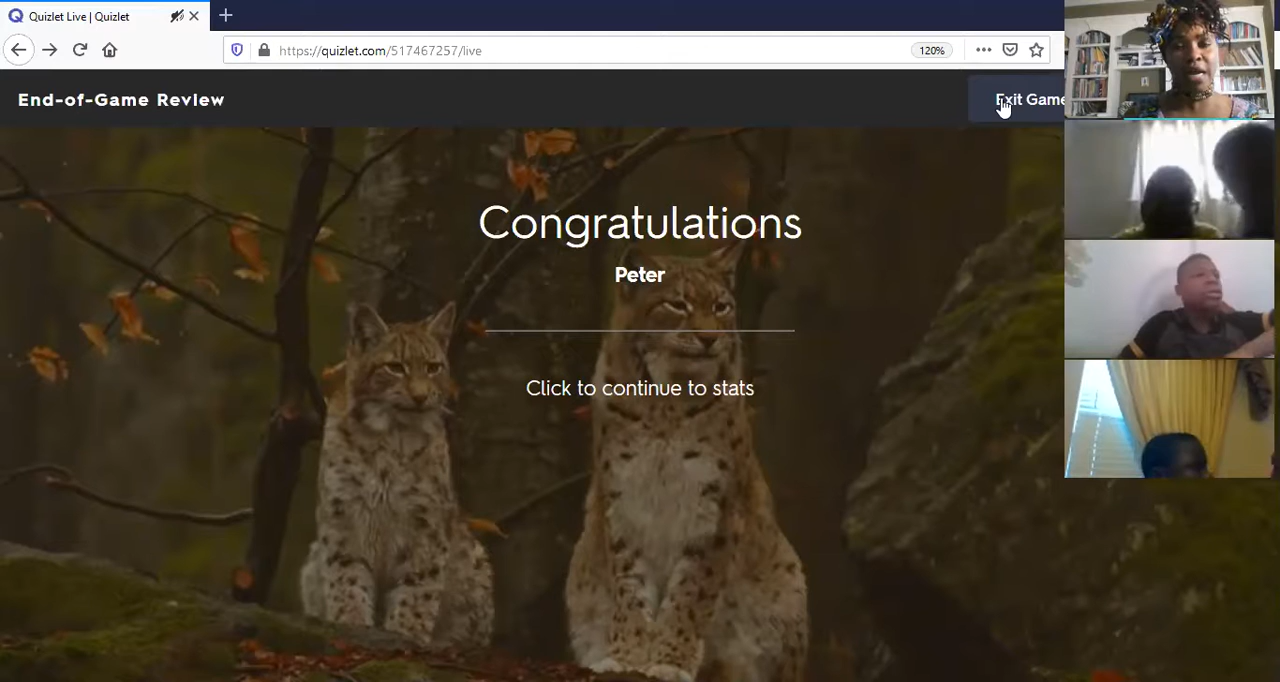 Quizlet Live | Quizlet
https://quizlet.com/517467257/live
120%
End-of-Game Review
Exit Game
Congratulations
Peter
Click to continue to stats